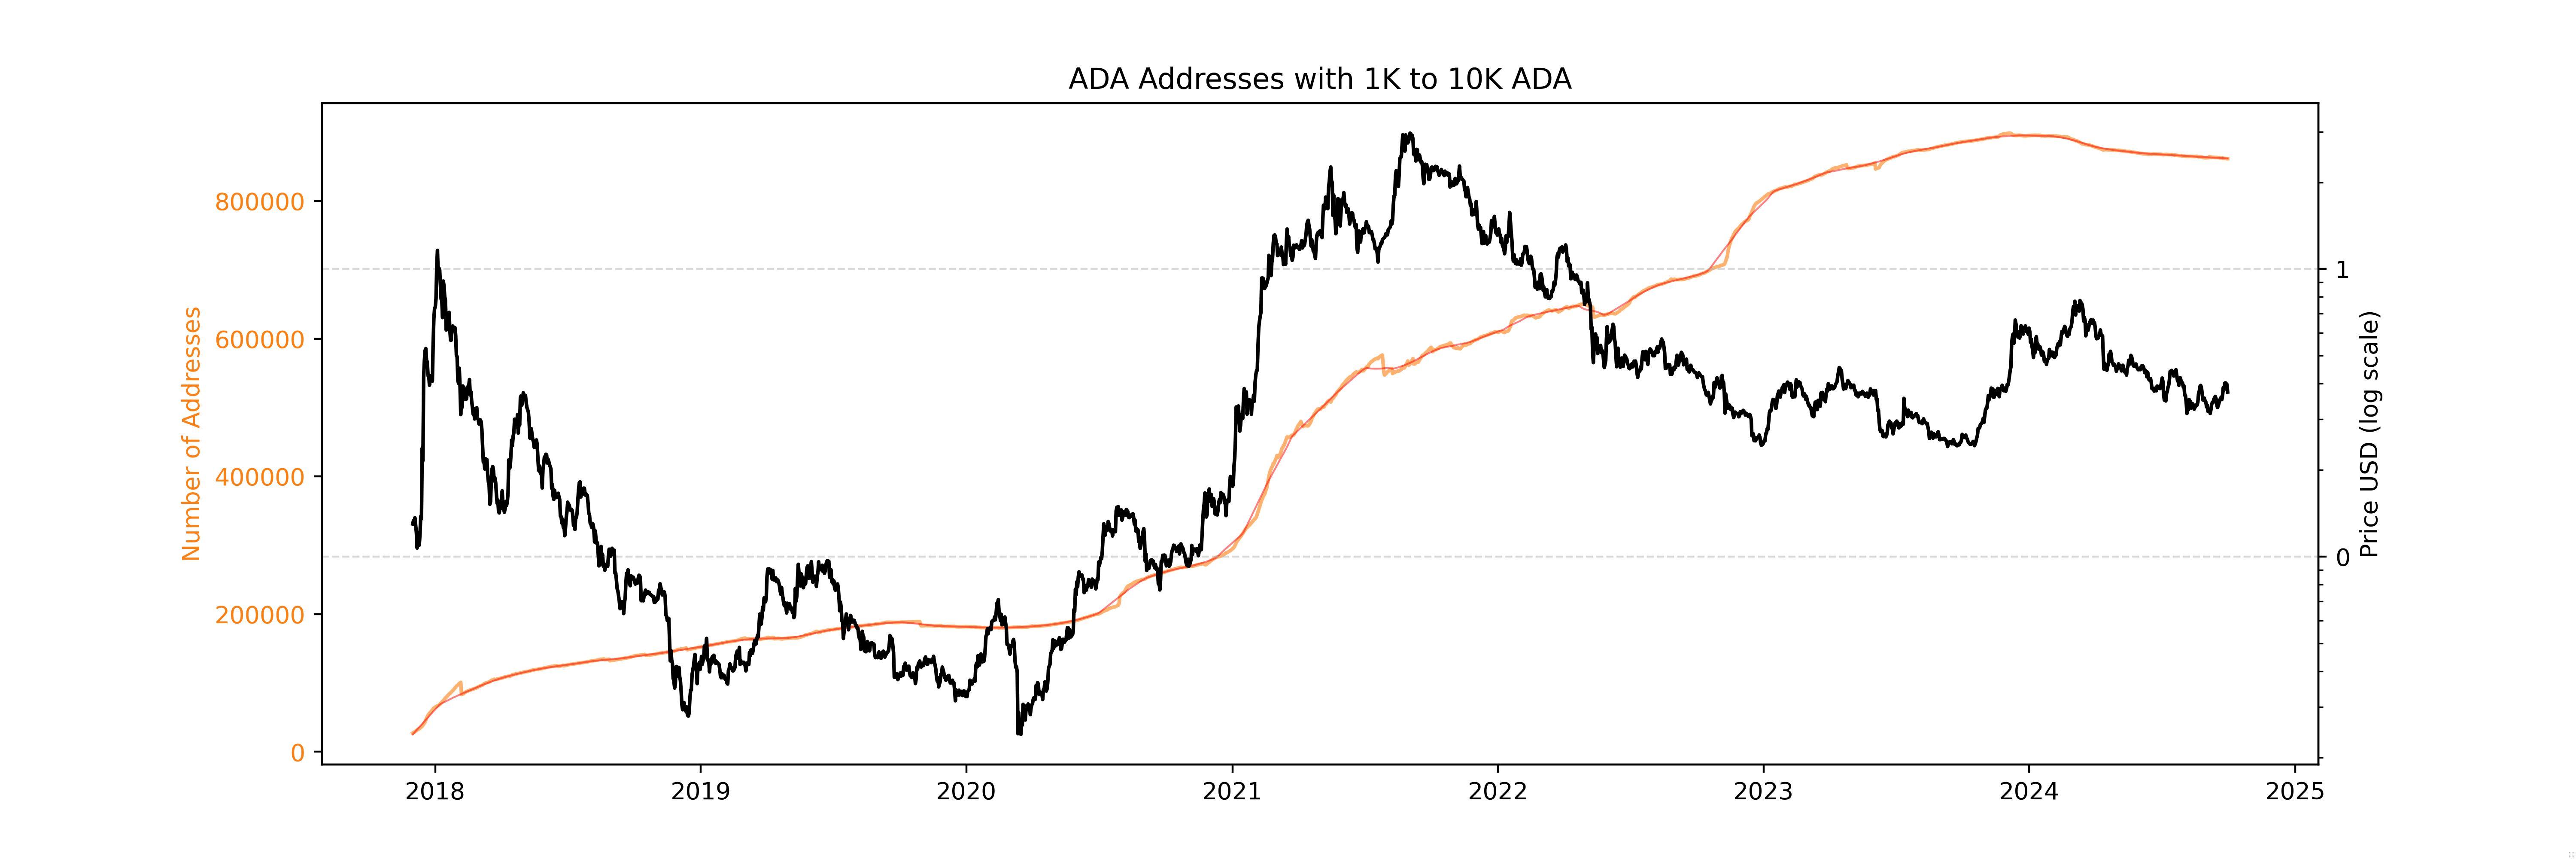 ADA Addresses with 1K to 10K ADA
Number of Addresses
800000
600000
400000
200000
0
1
0
Price USD (log scale)
2018 2019 2020 2021 2022 2023 2024 2025